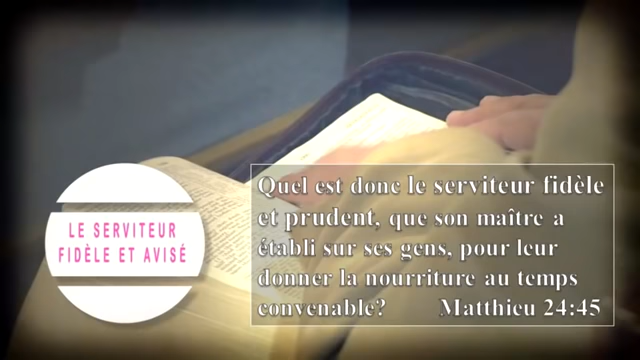 LE SERVITEUR
FIDÈLE ET AVISÉ
Quel est donc le serviteur fidèle
et prudent, que son maître a
établi sur ses gens, pour leur
donner la nourriture au temps
convenable? Matthieu 24:45